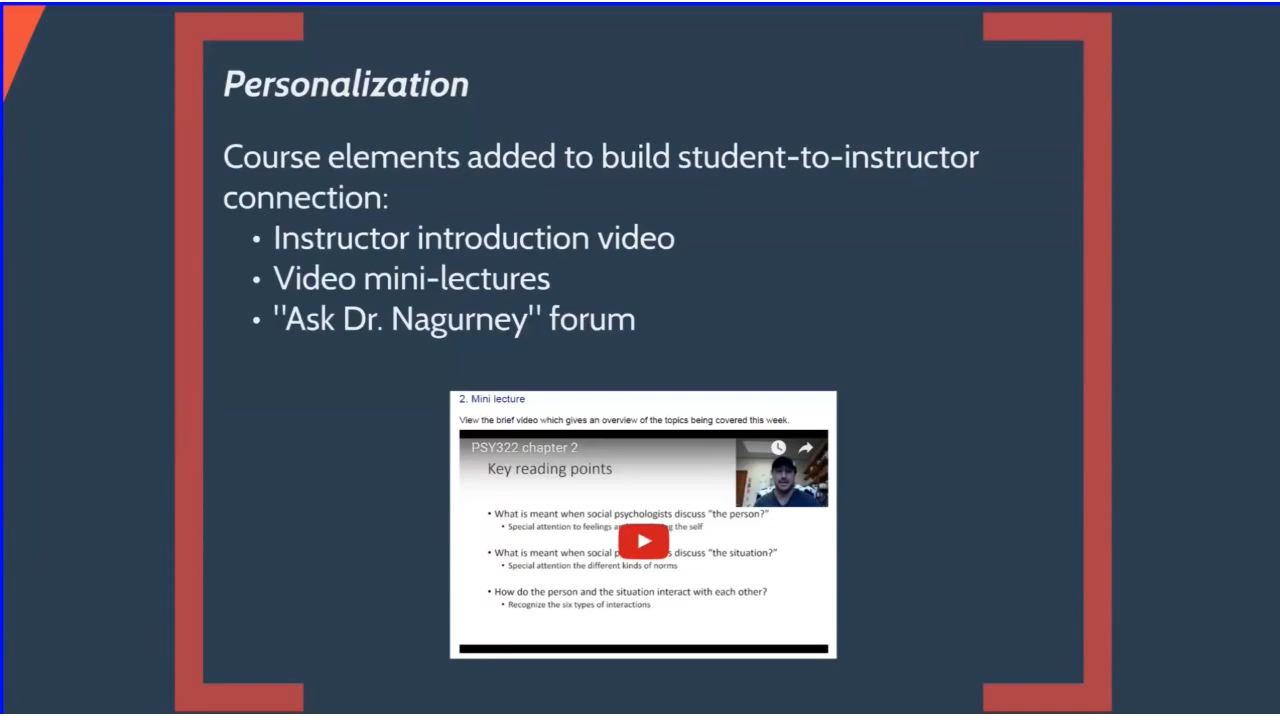 Personalization
Course elements added to build student-to-instructor
connection:
• Instructor introduction video
• Video mini-lectures
• "Ask Dr. Nagurney" forum
2. Mini lecture
View the brief video which gives an overview of the topics being covered this week.
PSY322 chapter 2
Key reading points
• What is meant when social psychologists discuss "the person?"
• Special attention to feelings the self
• What is meant when social discuss "the situation?"
• Special attention the different kinds of norms
• How do the person and the situation interact with each other?
• Recognize the six types of interactions